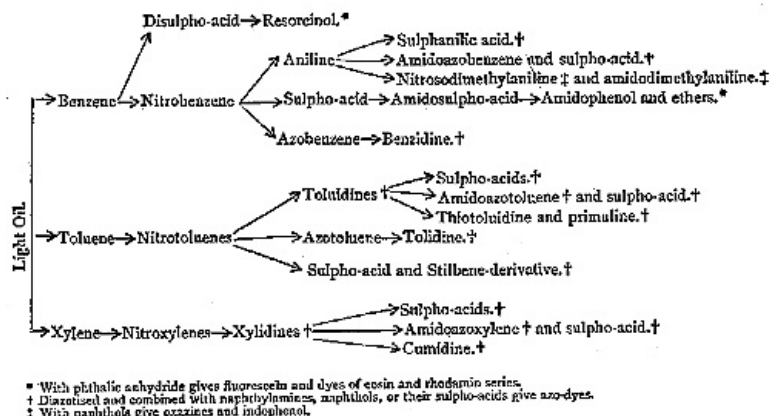 Disulpho-acid → Resorcinol.*
Sulphanilic acid.†
Aniline Amidoazobenzene and sulpho-acid.†
Nitrosodimethylaniline ‡ and amidodimethylaniline.‡
Benzene → Nitrobenzene Sulpho-acid → Amidosulpho-acid → Amidophenol and ethers.*
Azobenzene → Benzidine.†
Light Oil.
Sulpho-acids.†
Toluidines † Amidoazotoluene † and sulpho-acid.†
Thiotoluidine and primuline.†
Toluene → Nitrotoluenes Azotoluene → Tolidine.†
Sulpho-acid and Stilbene-derivative.†
Sulpho-acids.†
Xylene → Nitroxylenes → Xylidines † Amidoazoxylene † and sulpho-acid.†
Cumidine.†
* With phthalic anhydride gives fluorescein and dyes of eosin and rhodamin series.
† Diazotised and combined with naphthylamines, naphthols, or their sulpho-acids give azo-dyes.
‡ With naphthols give oxazines and indophenol.